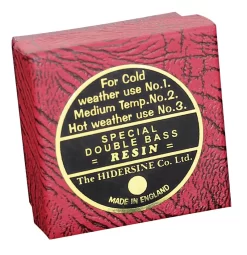 For Cold
weather use No.1.
Medium Temp. No.2.
Hot weather use No.3.
SPECIAL
DOUBLE BASS
= RESIN =
The HIDERSINE Co. Ltd.
MADE IN ENGLAND